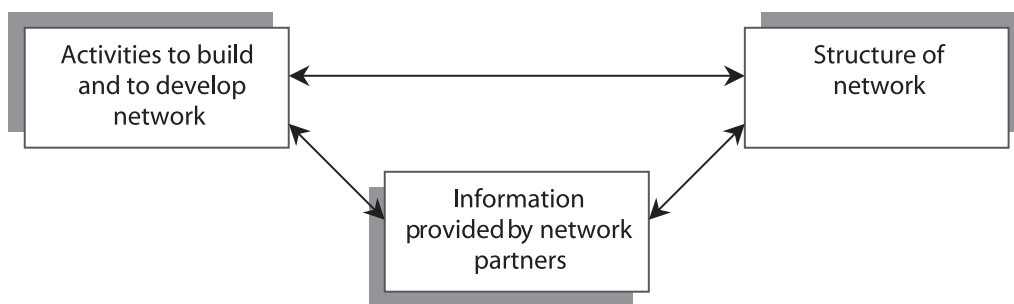 Activities to build
and to develop
network
Structure of
network
Information
provided by network
partners